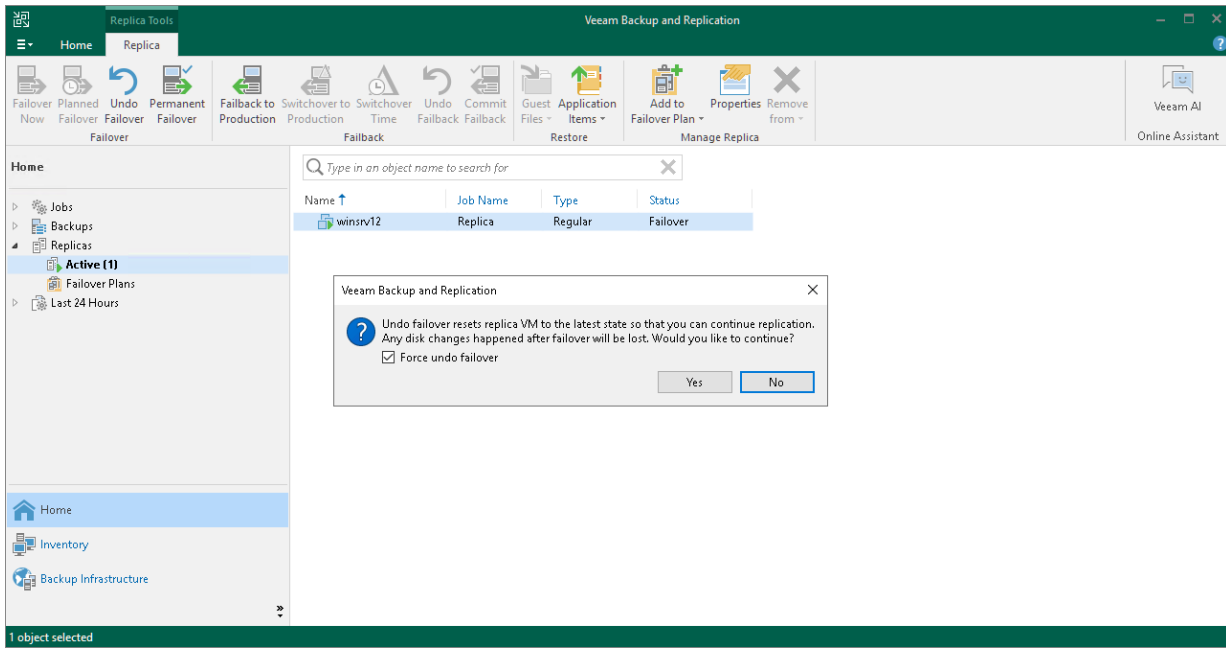 Replica Tools
Veeam Backup and Replication
Home Replica
Failover Now
Planned Failover
Undo Failover
Permanent Failover
Failover
Failback to Production
Switchover to Production
Switchover Time
Undo Failback
Commit Failback
Failback
Guest Files
Application Items
Restore
Add to Failover Plan
Properties
Remove from
Manage Replica
Veeam AI
Online Assistant
Home
Jobs
Backups
Replicas
Active (1)
Failover Plans
Last 24 Hours
Type in an object name to search for
Name Job Name Type Status
winsrv12 Replica Regular Failover
Veeam Backup and Replication
Undo failover resets replica VM to the latest state so that you can continue replication.
Any disk changes happened after failover will be lost. Would you like to continue?
Force undo failover
Yes No
Home
Inventory
Backup Infrastructure
1 object selected